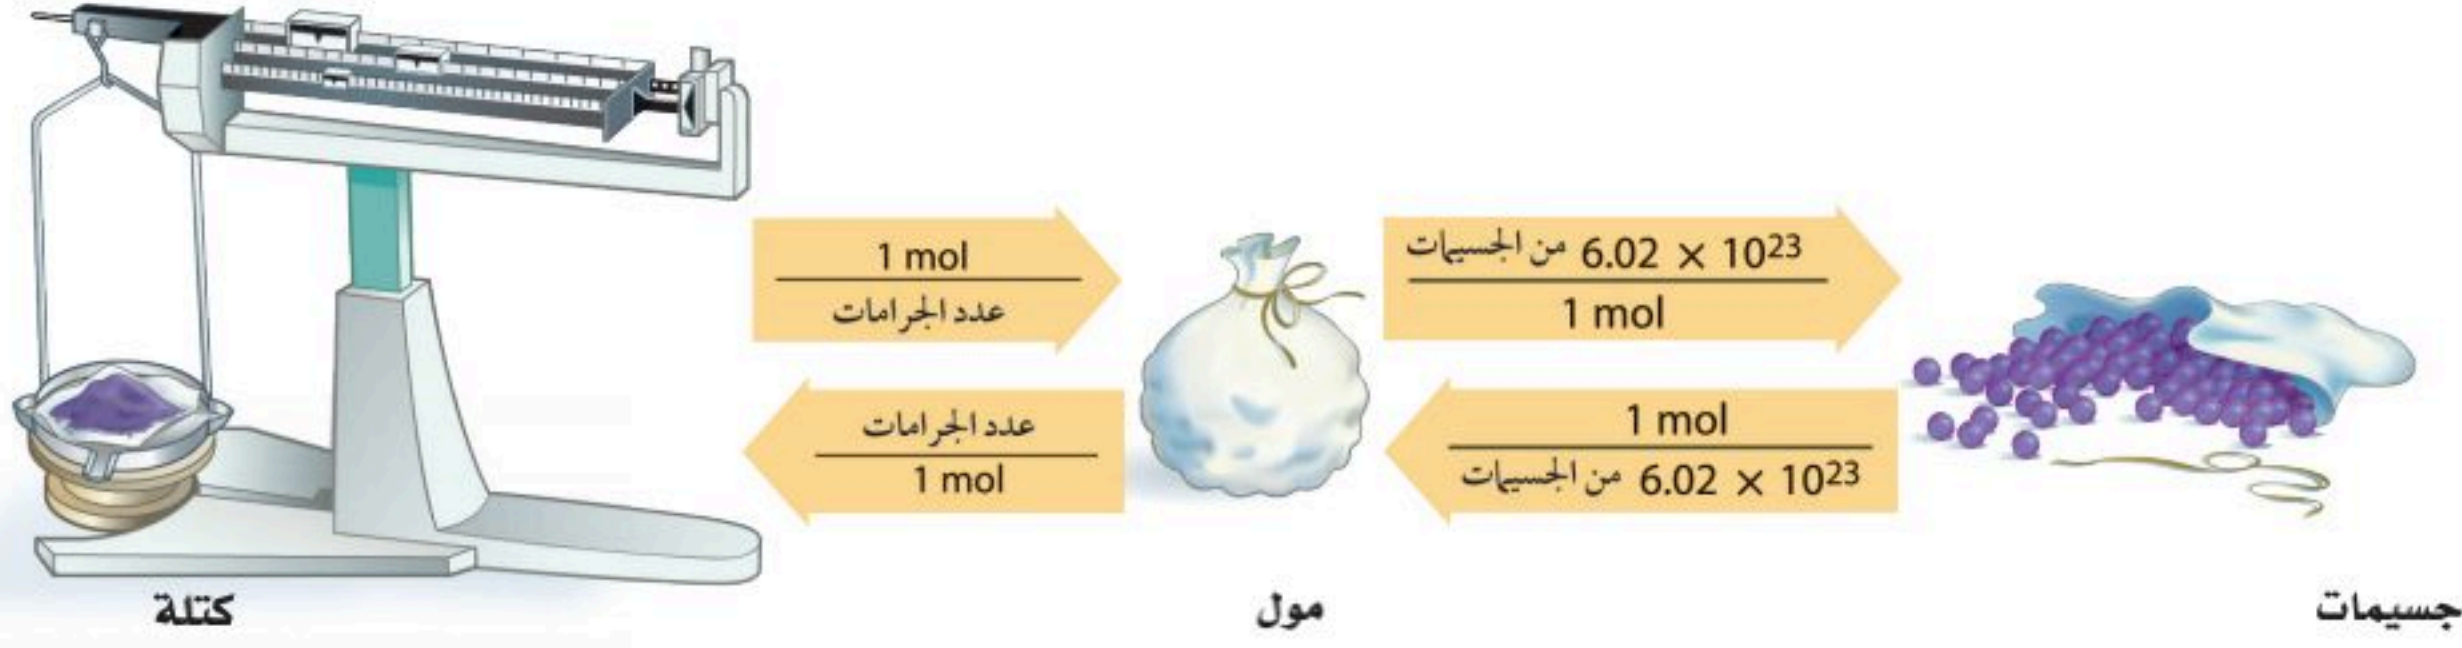 1 mol
عدد الجرامات
6.02 × 10²³ من الجسيمات
1 mol
عدد الجرامات
1 mol
1 mol
6.02 × 10²³ من الجسيمات
كتلة
مول
جسيمات